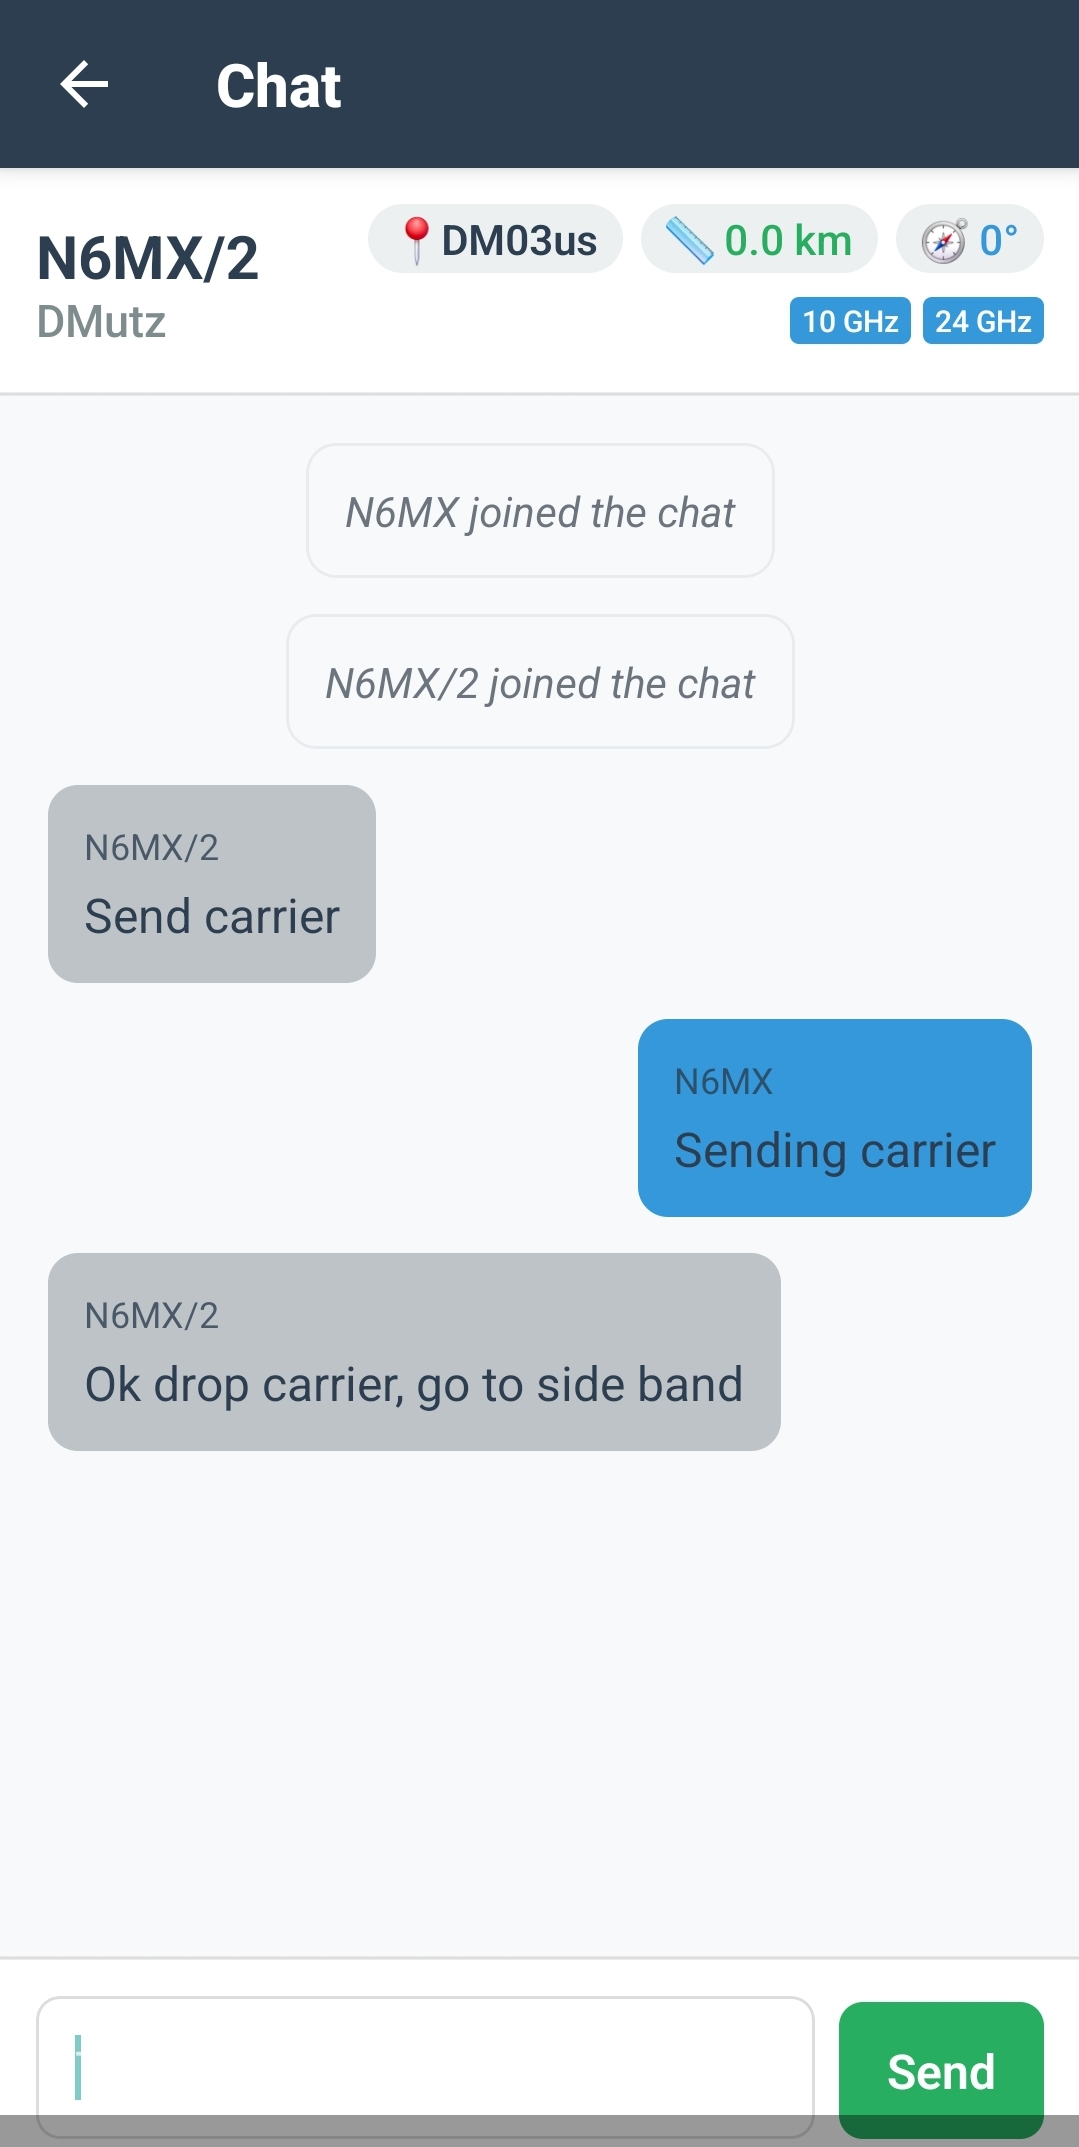 Chat
N6MX/2
DMutz
DM03us
0.0 km
0°
10 GHz
24 GHz
N6MX joined the chat
N6MX/2 joined the chat
N6MX/2
Send carrier
N6MX
Sending carrier
N6MX/2
Ok drop carrier, go to side band
Send